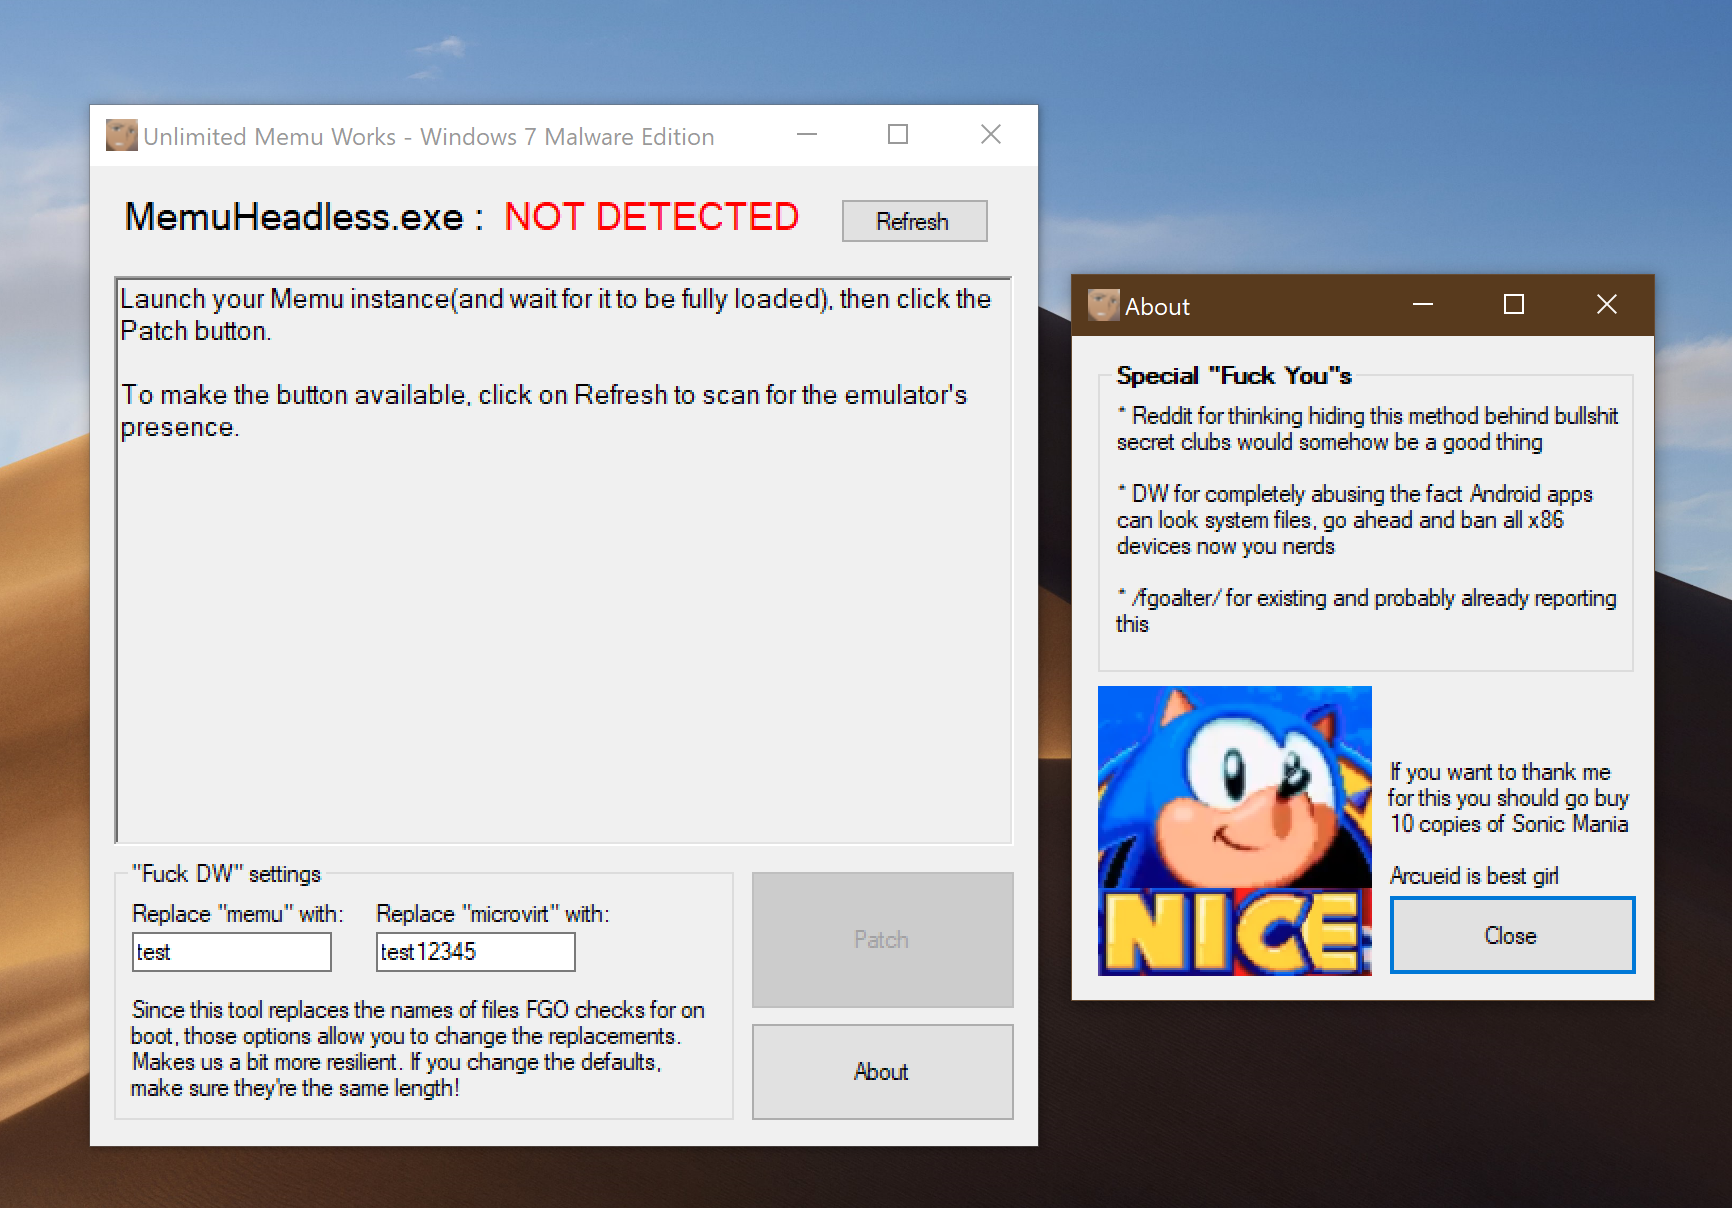 Unlimited Memu Works - Windows 7 Malware Edition
MemuHeadless.exe : NOT DETECTED
Refresh
Launch your Memu instance(and wait for it to be fully loaded), then click the
Patch button.
To make the button available, click on Refresh to scan for the emulator's
presence.
"Fuck DW" settings
Replace "memu" with:
Replace "microvirt" with:
test
test12345
Since this tool replaces the names of files FGO checks for on
boot, those options allow you to change the replacements.
Makes us a bit more resilient. If you change the defaults,
make sure they're the same length!
Patch
About
About
Special "Fuck You"s
* Reddit for thinking hiding this method behind bullshit
secret clubs would somehow be a good thing
* DW for completely abusing the fact Android apps
can look system files, go ahead and ban all x86
devices now you nerds
* /fgoalter/ for existing and probably already reporting
this
NICE
If you want to thank me
for this you should go buy
10 copies of Sonic Mania
Arcueid is best girl
Close